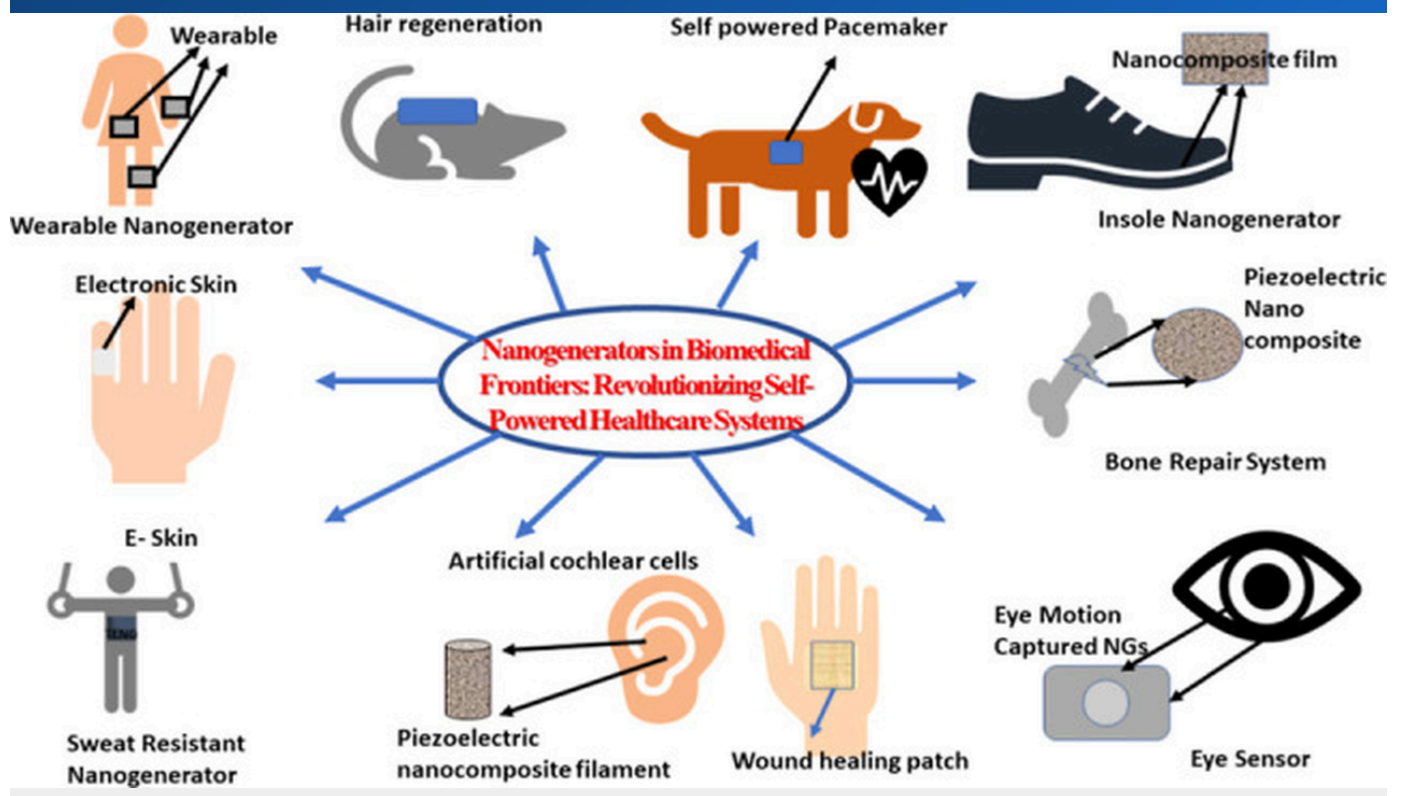 Wearable
Hair regeneration
Self powered Pacemaker
Nanocomposite film
Wearable Nanogenerator
Insole Nanogenerator
Electronic Skin
Piezoelectric
Nano
composite
Nanogenerators in Biomedical
Frontiers: Revolutionizing Self-
Powered Healthcare Systems
Bone Repair System
E- Skin
Artificial cochlear cells
Eye Motion
Captured NGs
TENG
Sweat Resistant
Nanogenerator
Piezoelectric
nanocomposite filament
Wound healing patch
Eye Sensor